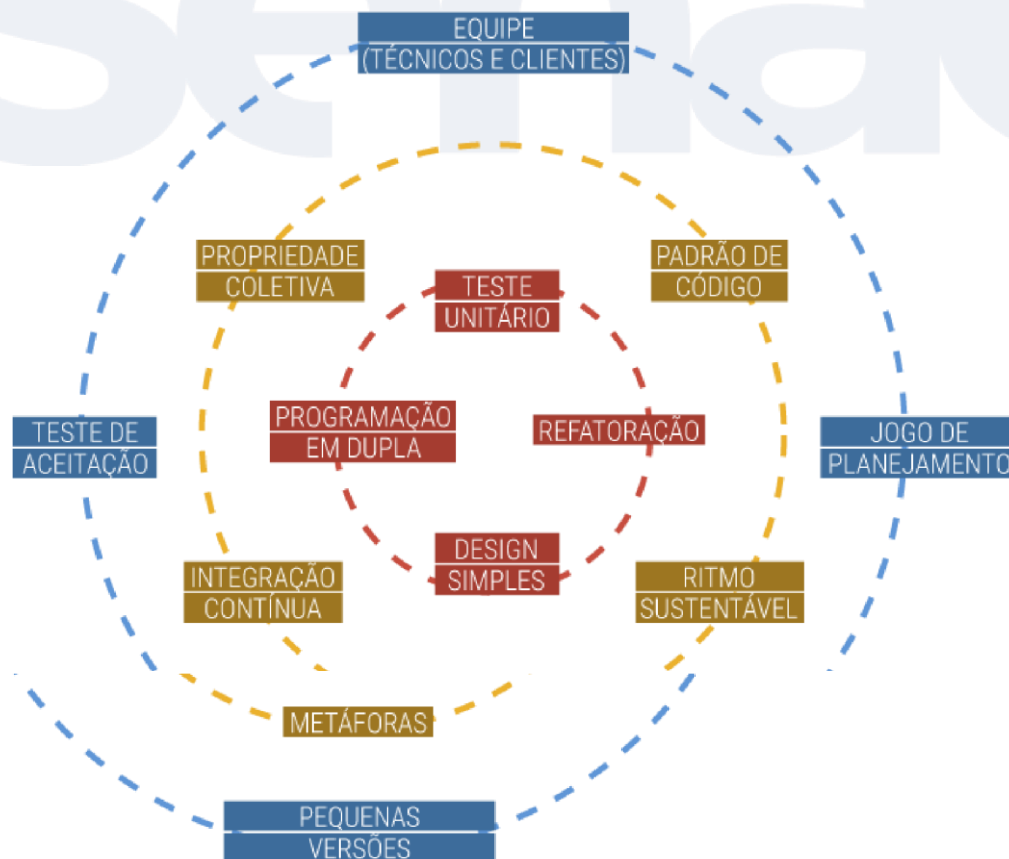 senac
EQUIPE
(TÉCNICOS E CLIENTES)
PROPRIEDADE
COLETIVA
PADRÃO DE
CÓDIGO
TESTE
UNITÁRIO
PROGRAMAÇÃO
EM DUPLA
REFATORAÇÃO
TESTE DE
ACEITAÇÃO
JOGO DE
PLANEJAMENTO
DESIGN
SIMPLES
INTEGRAÇÃO
CONTÍNUA
RITMO
SUSTENTÁVEL
METÁFORAS
PEQUENAS
VERSÕES